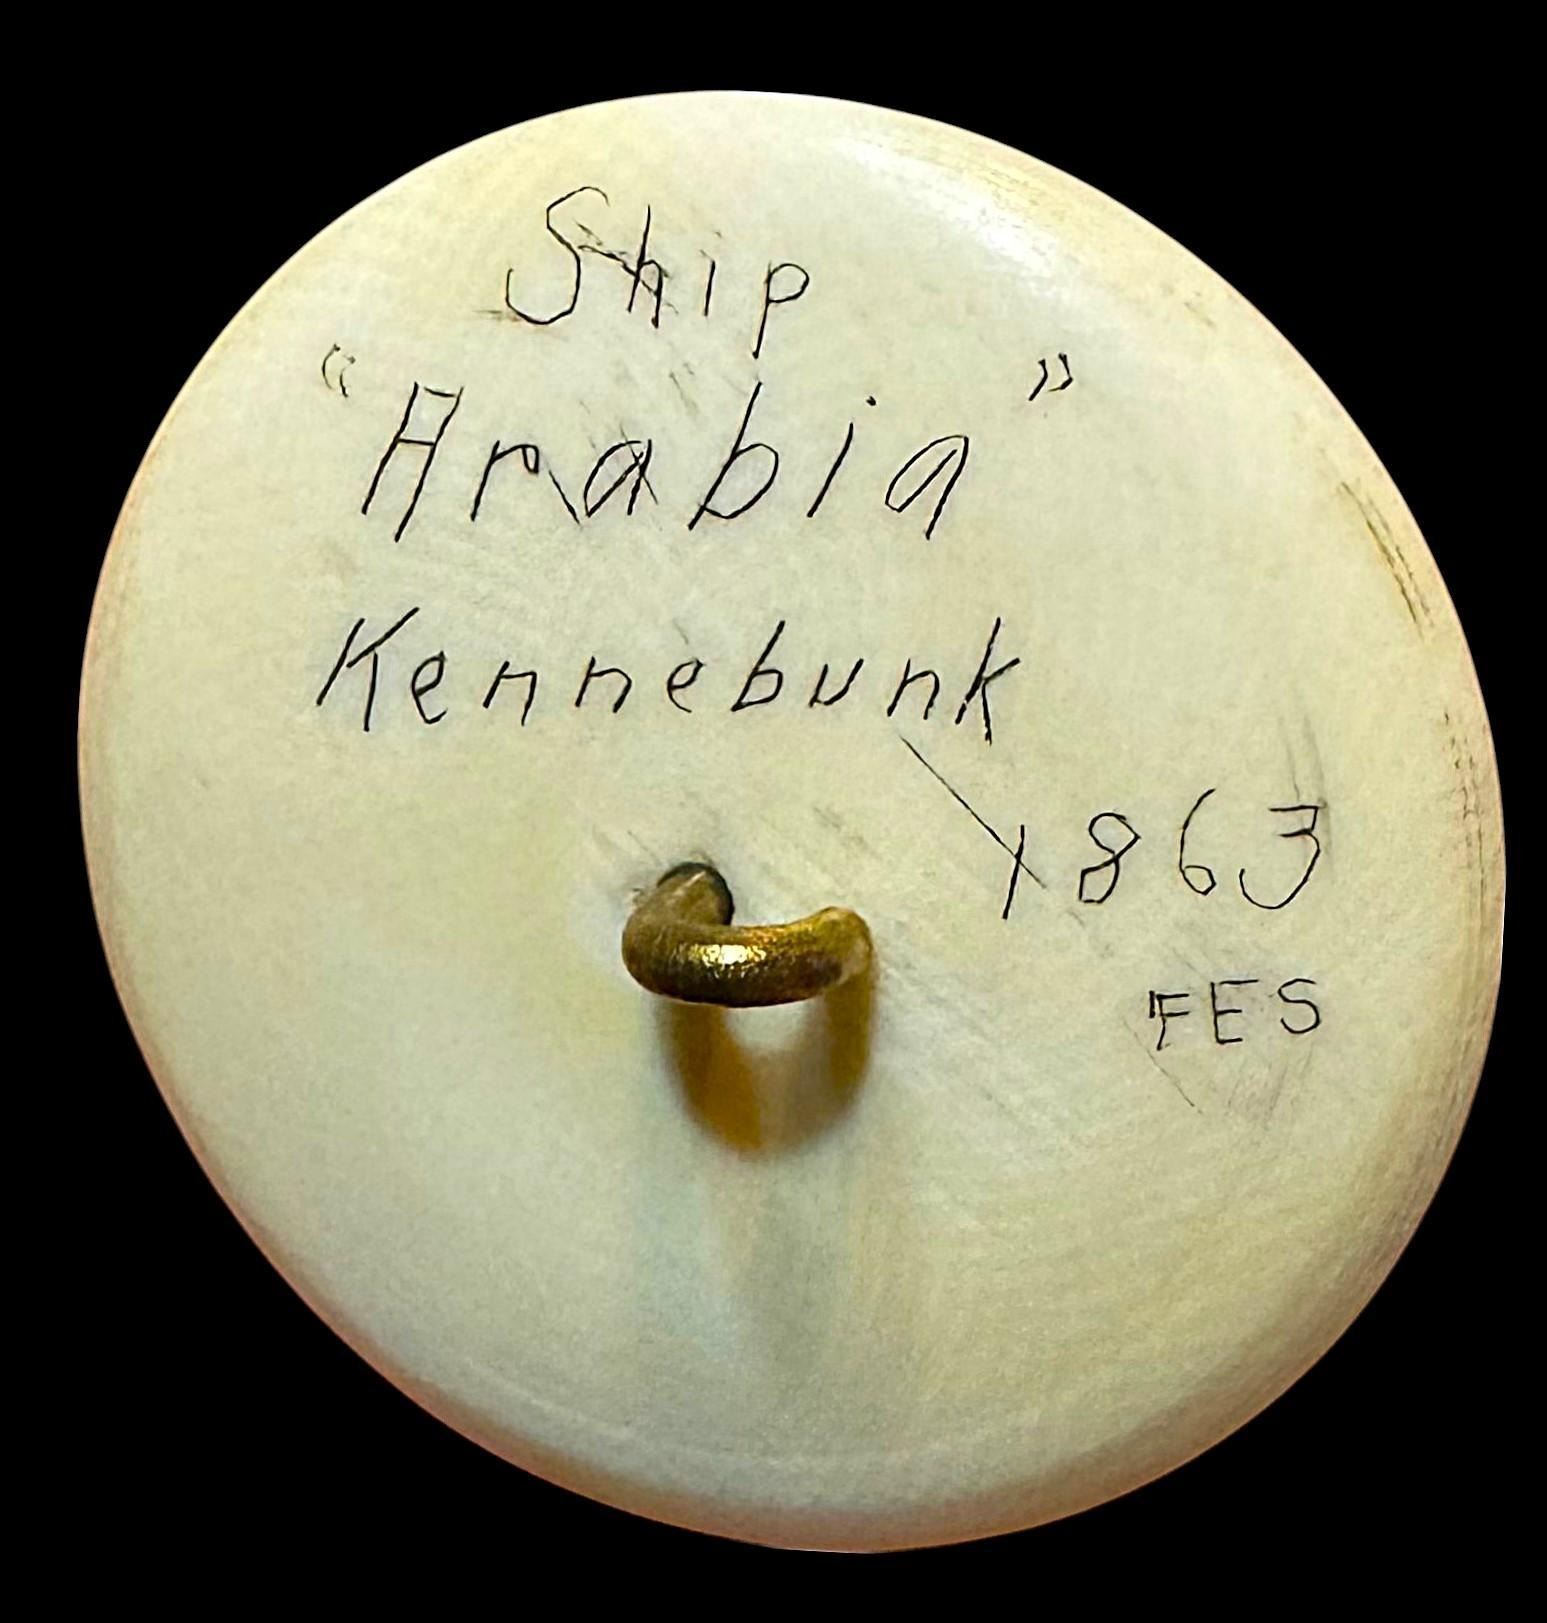 Ship
"Arabia"
Kennebunk
1863
FES